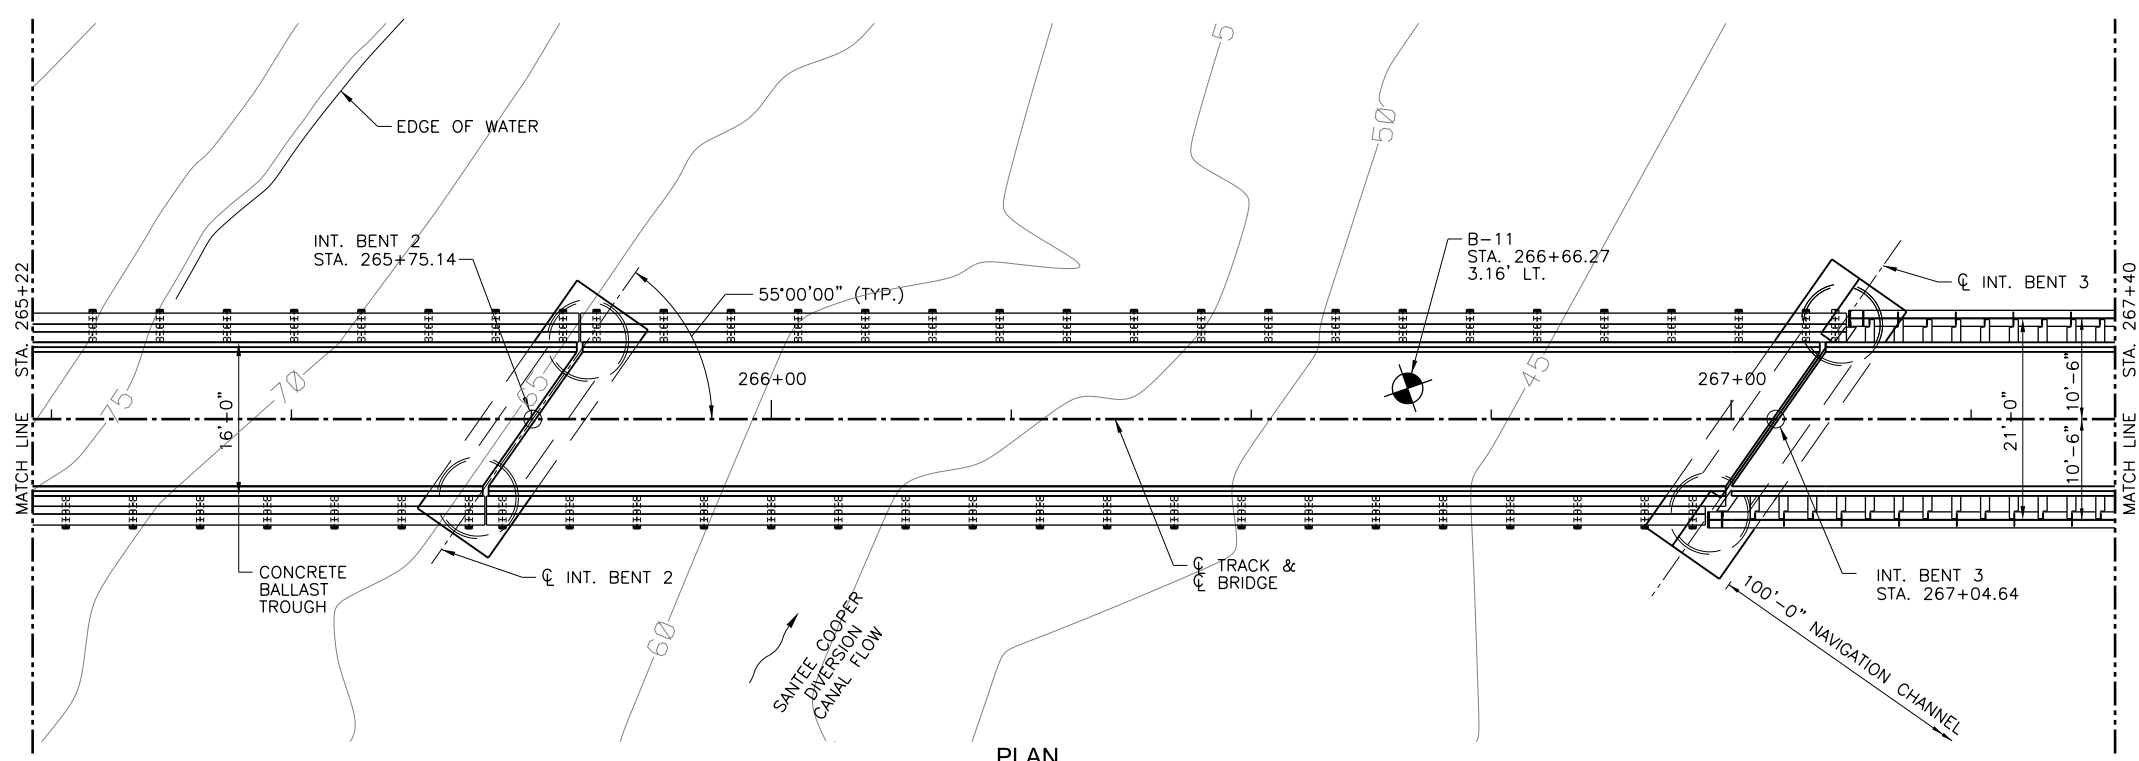 5
50
EDGE OF WATER
INT. BENT 2
STA. 265+75.14
B-11
STA. 266+66.27
3.16' LT.
55°00'00" (TYP.)
℄ INT. BENT 3
MATCH LINE STA. 265+22
MATCH LINE STA. 267+40
75
70
65
16'-0"
266+00
45
267+00
21'-0"
10'-6" 10'-6"
CONCRETE
BALLAST
TROUGH
℄ INT. BENT 2
60
℄ TRACK &
℄ BRIDGE
INT. BENT 3
STA. 267+04.64
SANTEE COOPER
DIVERSION
CANAL FLOW
100'-0" NAVIGATION CHANNEL
PLAN